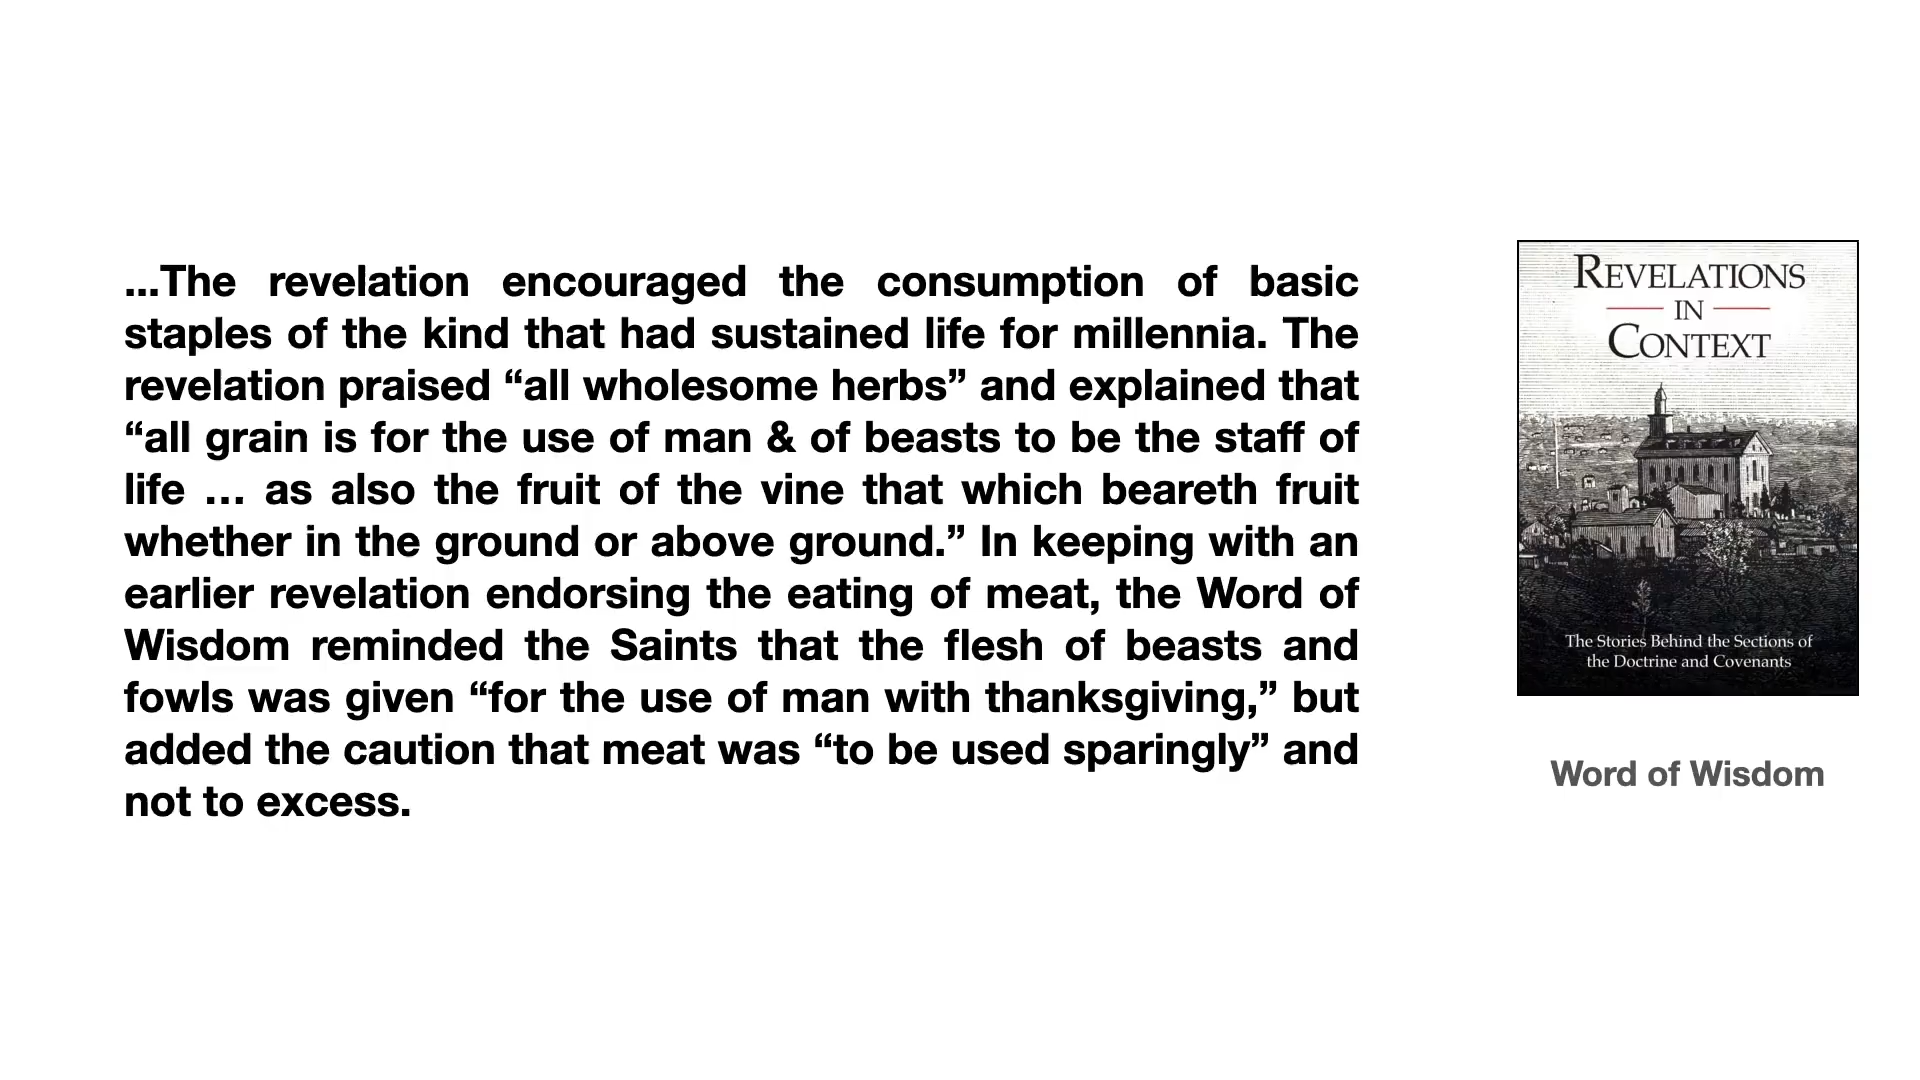 ...The revelation encouraged the consumption of basic
staples of the kind that had sustained life for millennia. The
revelation praised “all wholesome herbs” and explained that
“all grain is for the use of man & of beasts to be the staff of
life … as also the fruit of the vine that which beareth fruit
whether in the ground or above ground.” In keeping with an
earlier revelation endorsing the eating of meat, the Word of
Wisdom reminded the Saints that the flesh of beasts and
fowls was given “for the use of man with thanksgiving,” but
added the caution that meat was “to be used sparingly” and
not to excess.
REVELATIONS
IN
CONTEXT
The Stories Behind the Sections of
the Doctrine and Covenants
Word of Wisdom